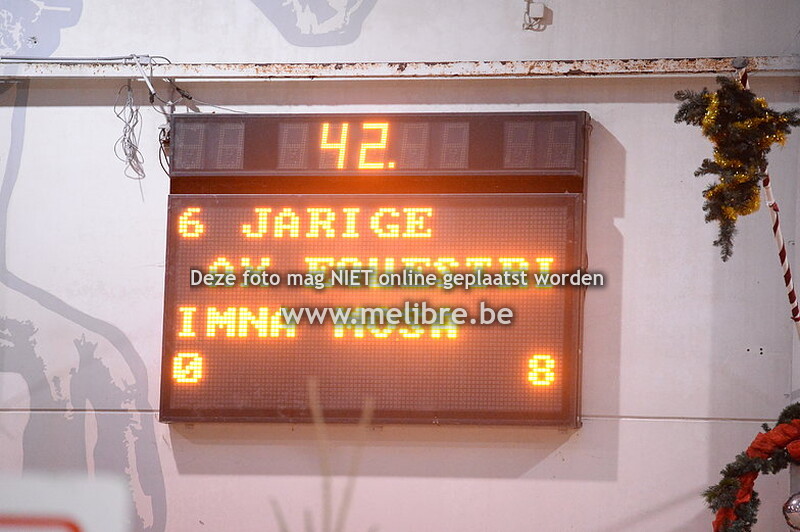 42.
6 JARIGE
Deze foto mag NIET online geplaatst worden
www.melibre.be
IMNA
0 8